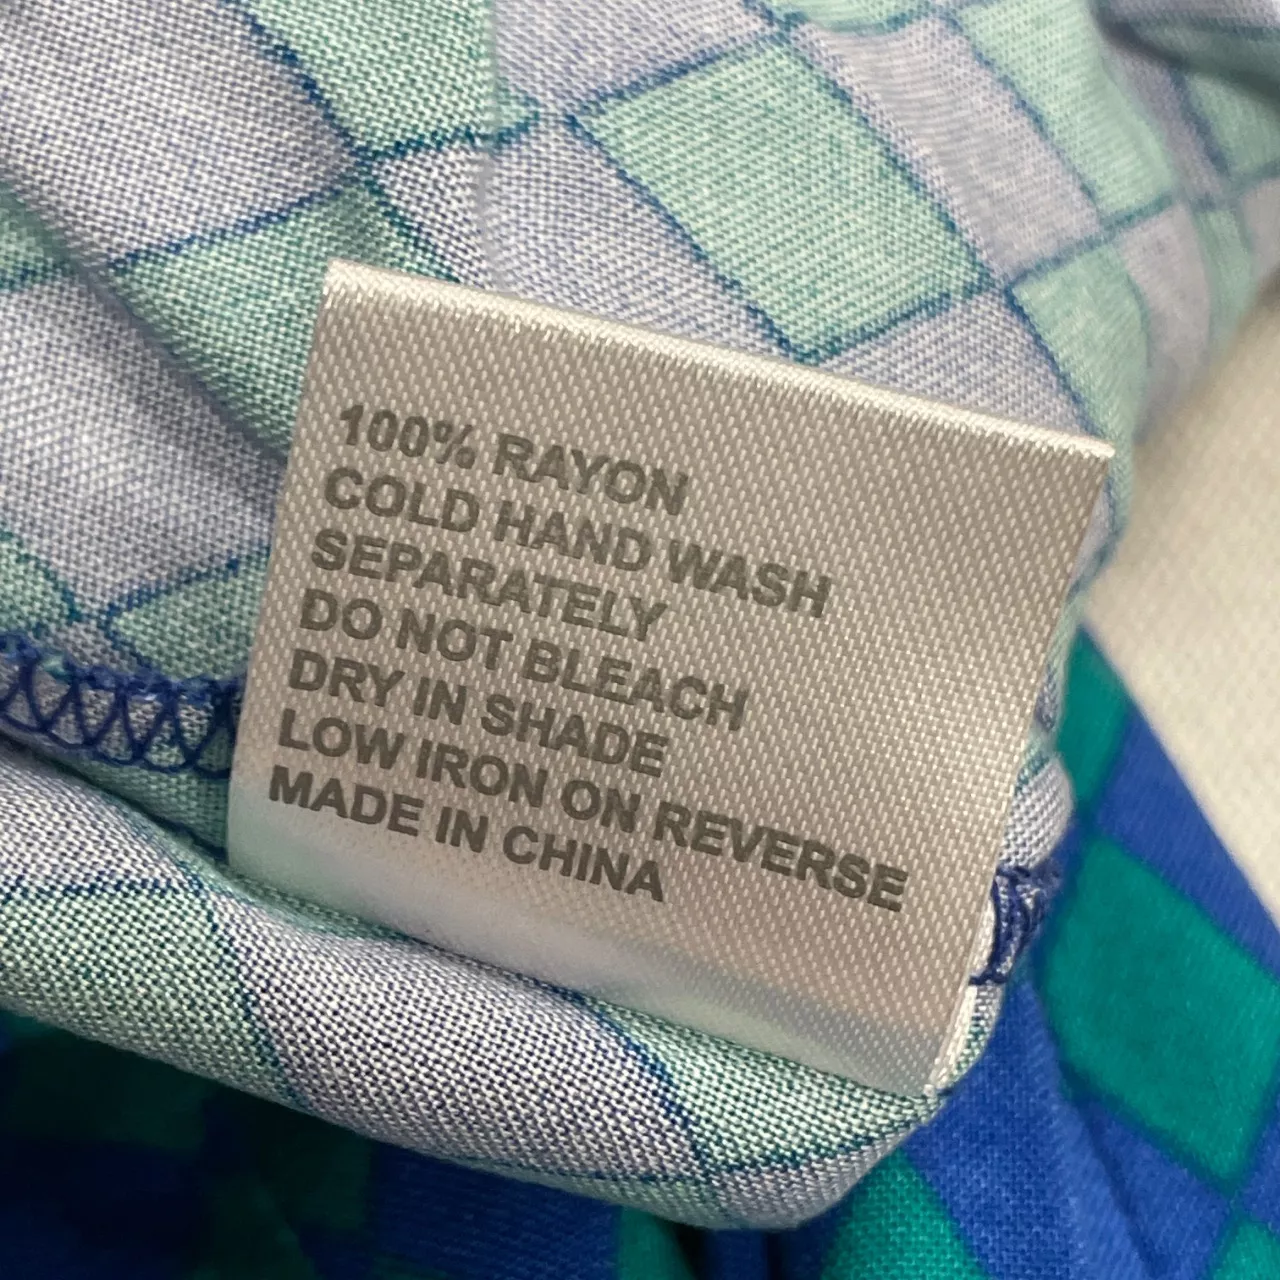 100% RAYON
COLD HAND WASH
SEPARATELY
DO NOT BLEACH
DRY IN SHADE
LOW IRON ON REVERSE
MADE IN CHINA